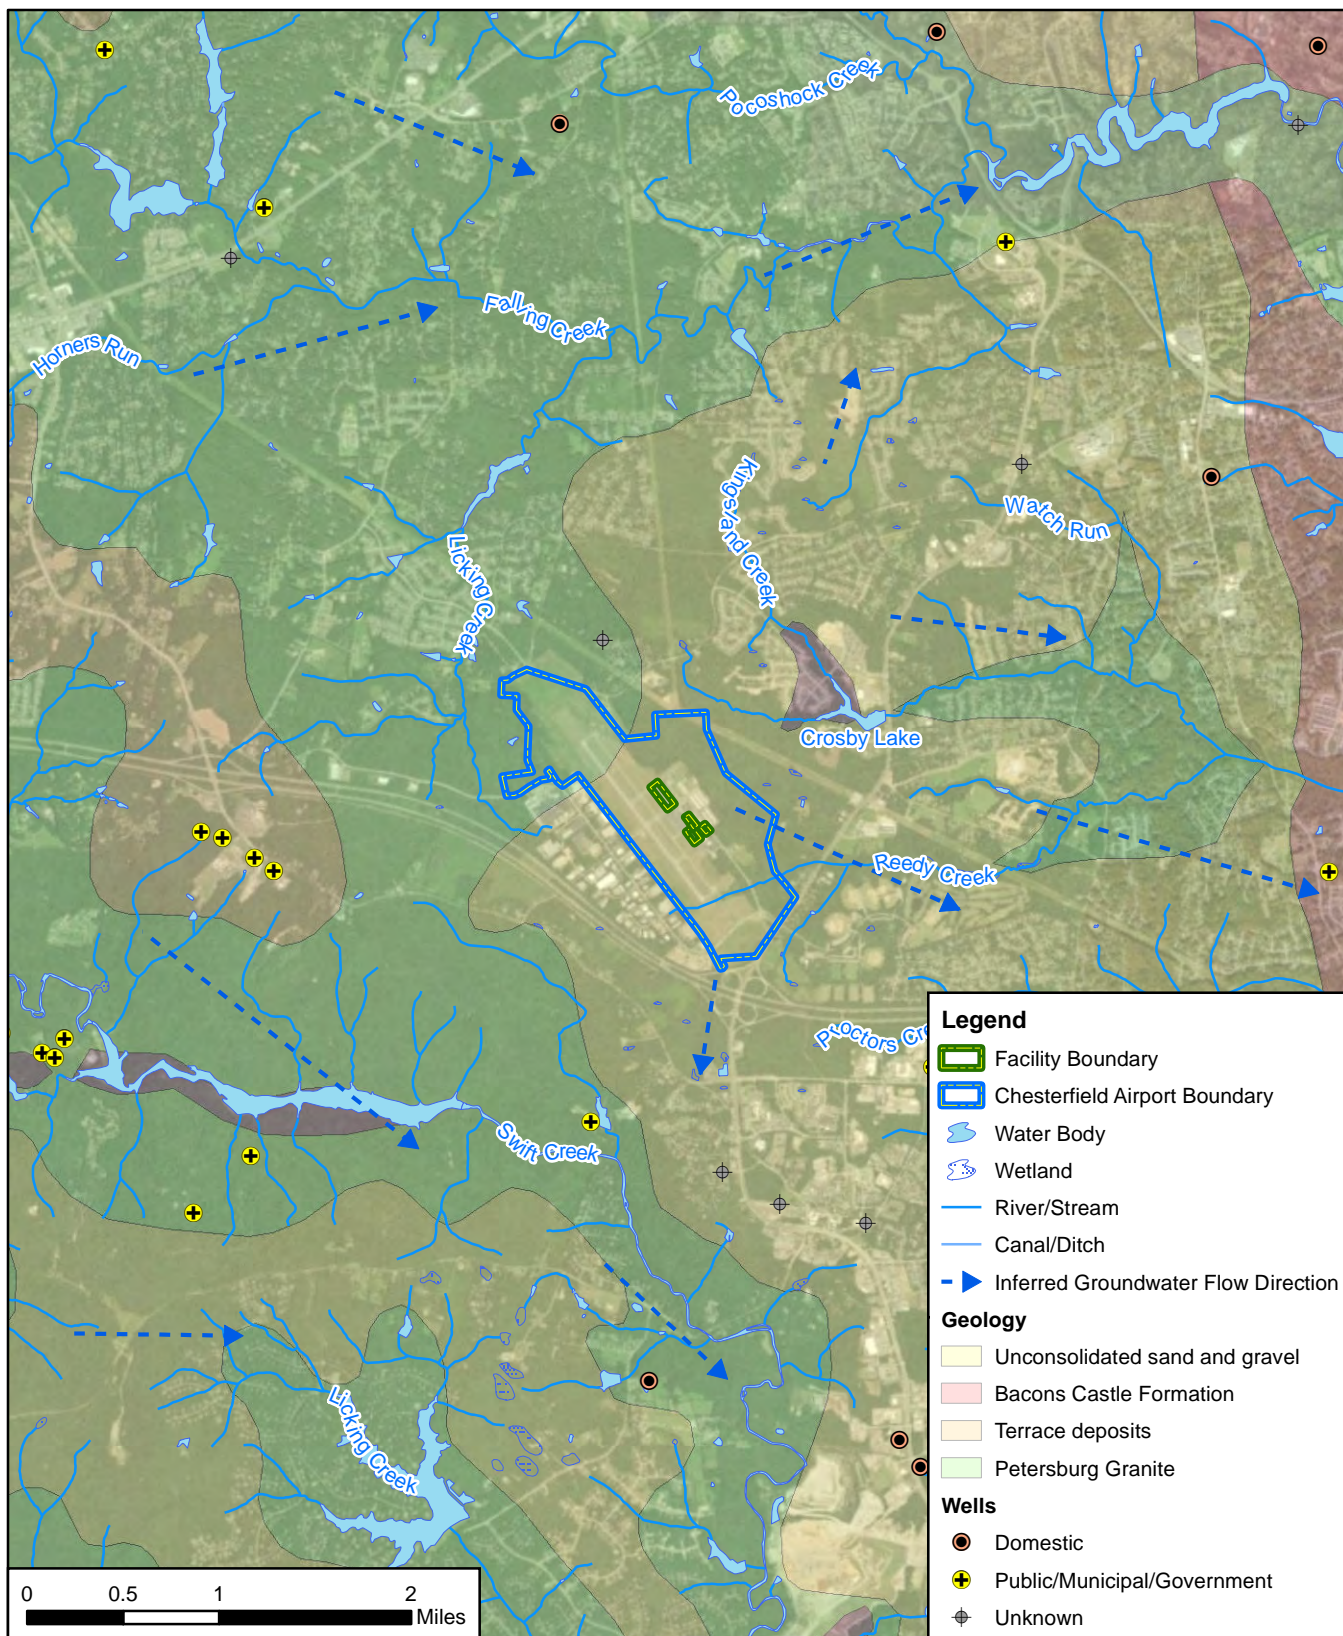 Pocoshock Creek
Falling Creek
Horners Run
Kingsland Creek
Watch Run
Licking Creek
Crosby Lake
Reedy Creek
Proctors Cre
Swift Creek
Licking Creek
Legend
Facility Boundary
Chesterfield Airport Boundary
Water Body
Wetland
River/Stream
Canal/Ditch
Inferred Groundwater Flow Direction
Geology
Unconsolidated sand and gravel
Bacons Castle Formation
Terrace deposits
Petersburg Granite
Wells
Domestic
Public/Municipal/Government
Unknown
0 0.5 1 2
Miles